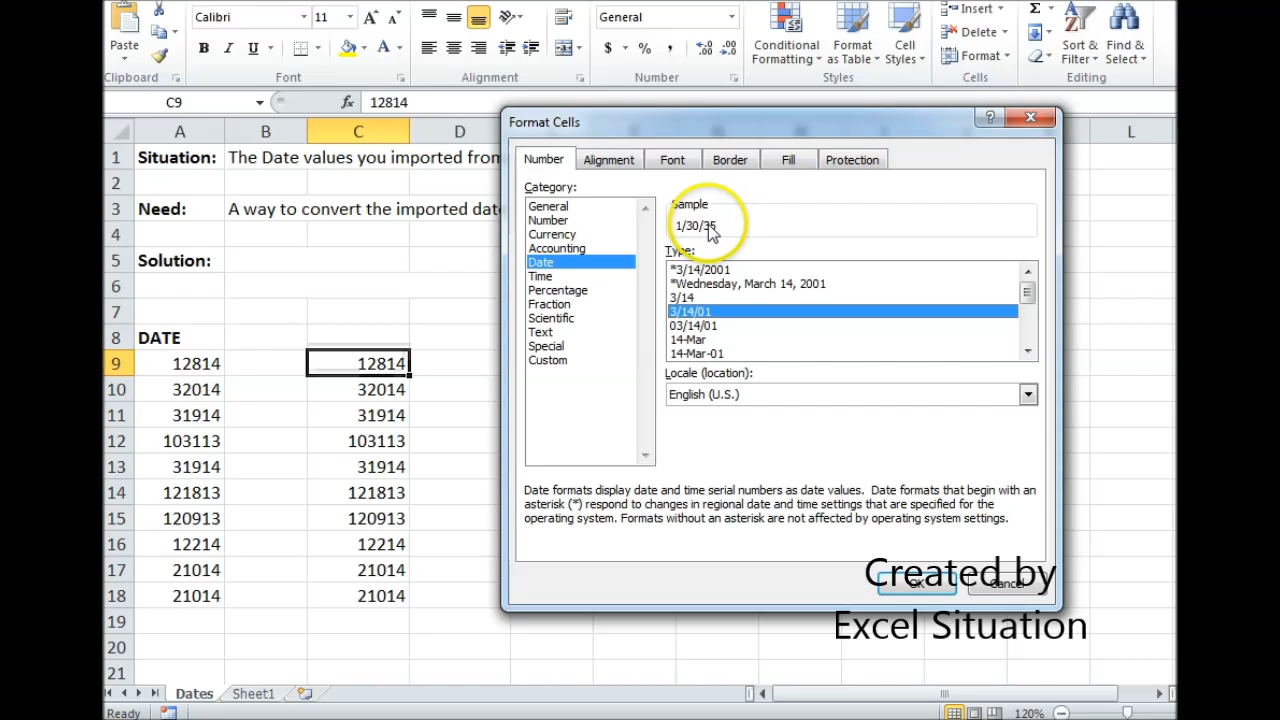 Calibri 11 General Insert Σ
Paste B I U $ % , Conditional Formatting Format as Table Cell Styles Delete Format Sort & Filter Find & Select
Clipboard Font Alignment Number Styles Cells Editing
C9 fx 12814
A B C D L
1 Situation: The Date values you imported from
2
3 Need: A way to convert the imported date
4
5 Solution:
6
7
8 DATE
9 12814 12814
10 32014 32014
11 31914 31914
12 103113 103113
13 31914 31914
14 121813 121813
15 120913 120913
16 12214 12214
17 21014 21014
18 21014 21014
19
20
21
Format Cells
Number Alignment Font Border Fill Protection
Category:
General
Number
Currency
Accounting
Date
Time
Percentage
Fraction
Scientific
Text
Special
Custom
Sample
1/30/35
Type:
*3/14/2001
*Wednesday, March 14, 2001
3/14
3/14/01
03/14/01
14-Mar
14-Mar-01
Locale (location):
English (U.S.)
Date formats display date and time serial numbers as date values. Date formats that begin with an
asterisk (*) respond to changes in regional date and time settings that are specified for the
operating system. Formats without an asterisk are not affected by operating system settings.
OK Cancel
Created by
Excel Situation
Dates Sheet1
Ready 120%